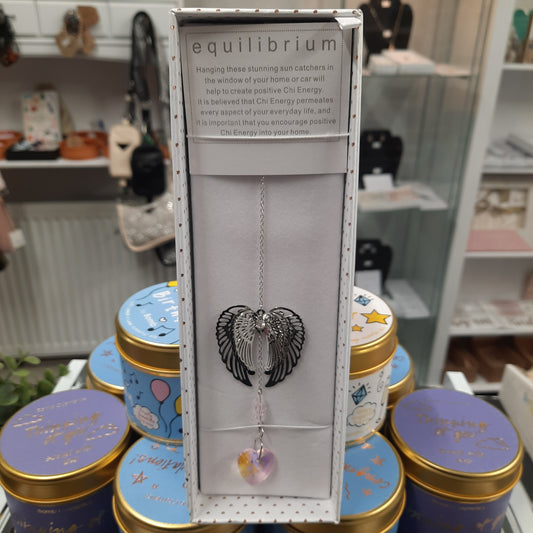 equilibrium
Hanging these stunning sun catchers in
the window of your home or car will
help to create positive Chi Energy
It is believed that Chi Energy permeates
every aspect of your everyday life, and
it is important that you encourage positive
Chi Energy into your home.